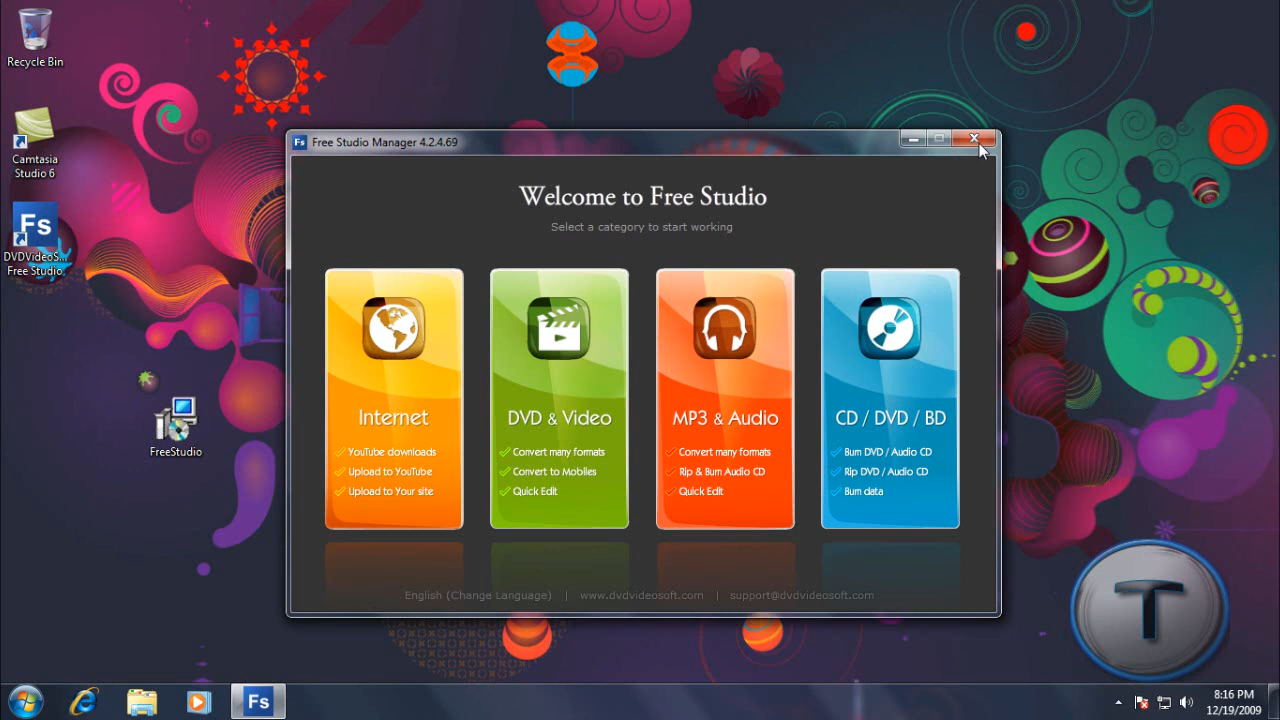 Recycle Bin
Camtasia
Studio 6
Fs
DVDVideoS...
Free Studio
FreeStudio
Fs Free Studio Manager 4.2.4.69
Welcome to Free Studio
Select a category to start working
Internet
YouTube downloads
Upload to YouTube
Upload to Your site
DVD & Video
Convert many formats
Convert to Mobiles
Quick Edit
MP3 & Audio
Convert many formats
Rip & Burn Audio CD
Quick Edit
CD / DVD / BD
Burn DVD / Audio CD
Rip DVD / Audio CD
Burn data
English (Change Language) | www.dvdvideosoft.com | support@dvdvideosoft.com
T
Fs
8:16 PM
12/19/2009